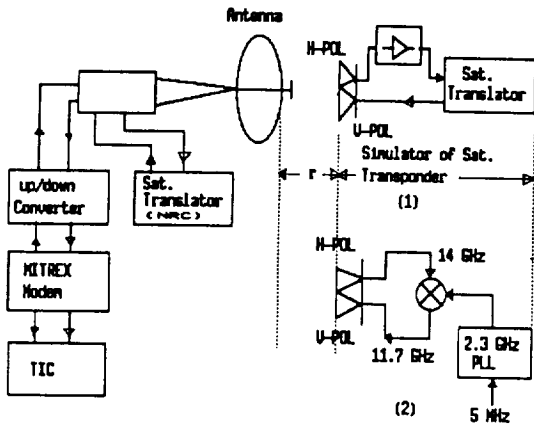 Antenna
H-POL
Sat.
Translator
V-POL
Simulator of Sat.
Transponder
r
(1)
up/down
Converter
Sat.
Translator
(NRC)
MITREX
Modem
TIC
H-POL
14 GHz
V-POL
11.7 GHz
2.3 GHz
PLL
(2)
5 MHz